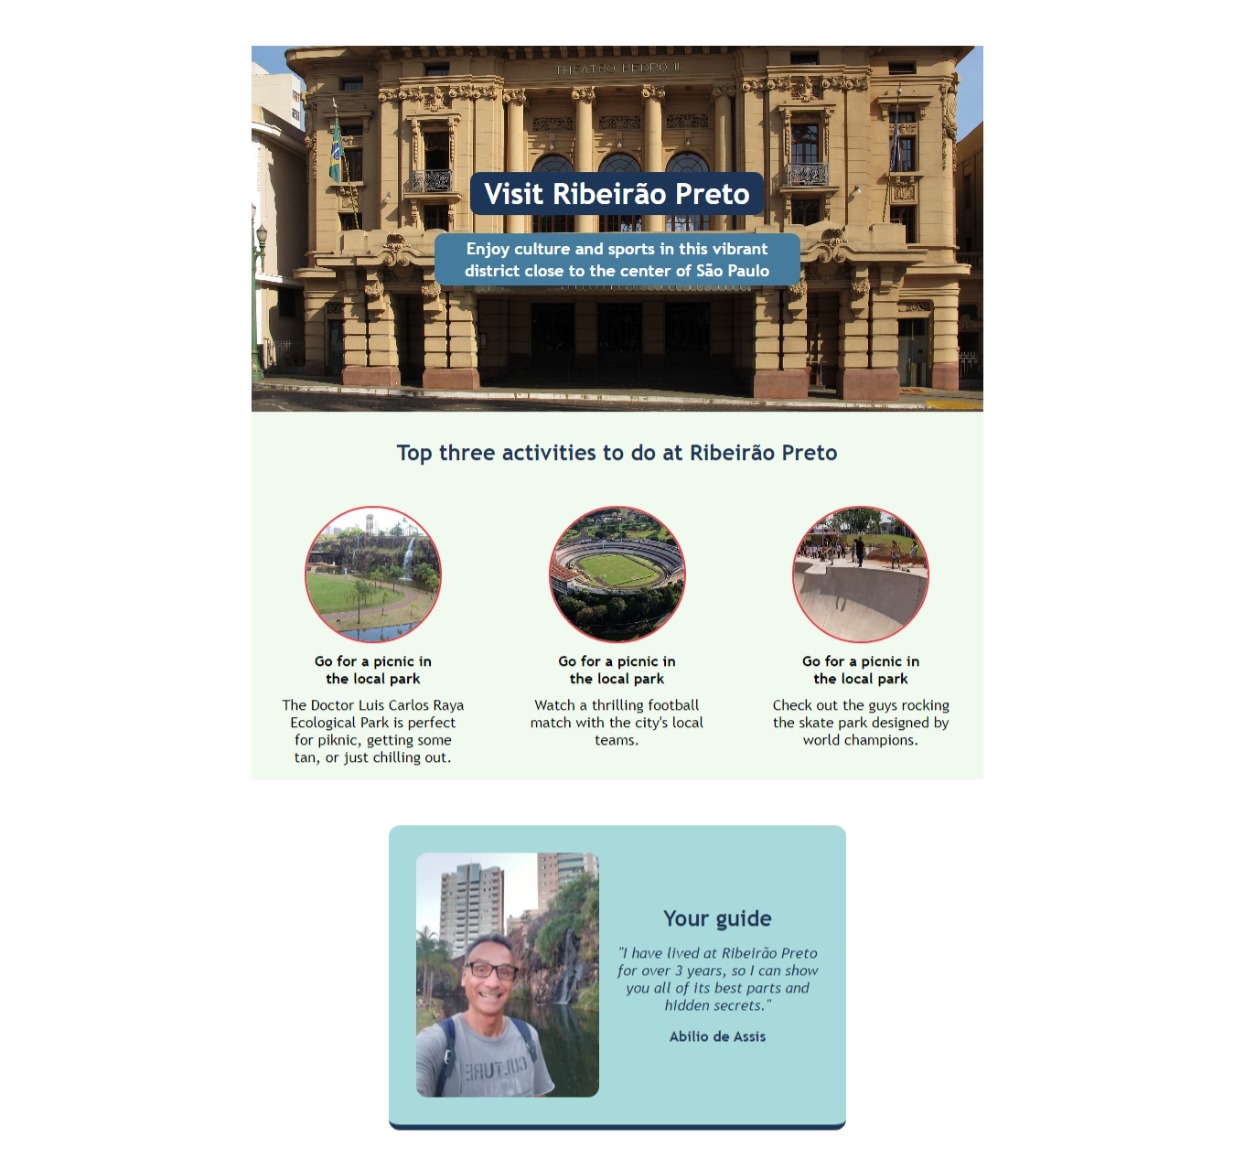 THEATRO PEDRO II
Visit Ribeirão Preto
Enjoy culture and sports in this vibrant
district close to the center of São Paulo
Top three activities to do at Ribeirão Preto
Go for a picnic in
the local park
The Doctor Luis Carlos Raya
Ecological Park is perfect
for piknic, getting some
tan, or just chilling out.
Go for a picnic in
the local park
Watch a thrilling football
match with the city's local
teams.
Go for a picnic in
the local park
Check out the guys rocking
the skate park designed by
world champions.
Your guide
"I have lived at Ribeirão Preto
for over 3 years, so I can show
you all of its best parts and
hidden secrets."
Abilio de Assis
CULTURE